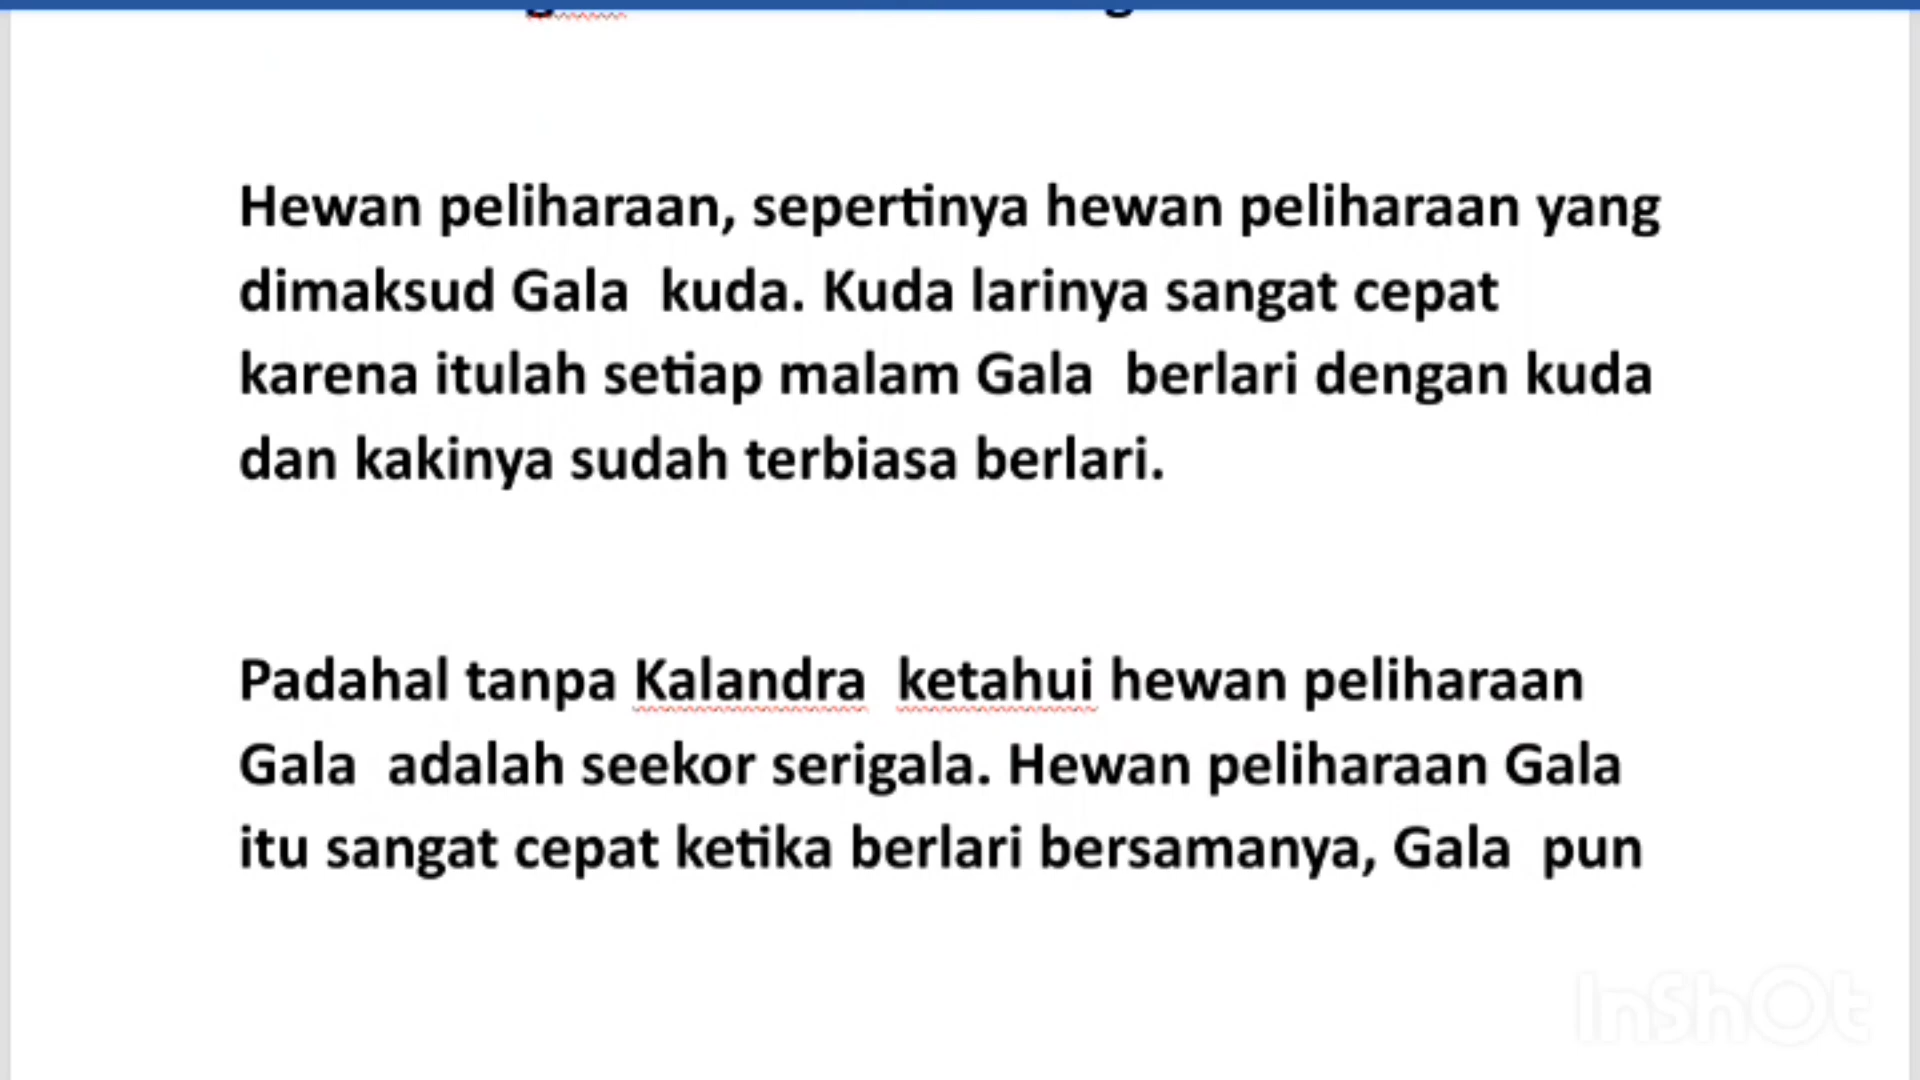 Hewan peliharaan, sepertinya hewan peliharaan yang
dimaksud Gala  kuda. Kuda larinya sangat cepat
karena itulah setiap malam Gala  berlari dengan kuda
dan kakinya sudah terbiasa berlari.
Padahal tanpa Kalandra  ketahui hewan peliharaan
Gala  adalah seekor serigala. Hewan peliharaan Gala
itu sangat cepat ketika berlari bersamanya, Gala  pun
InShOt